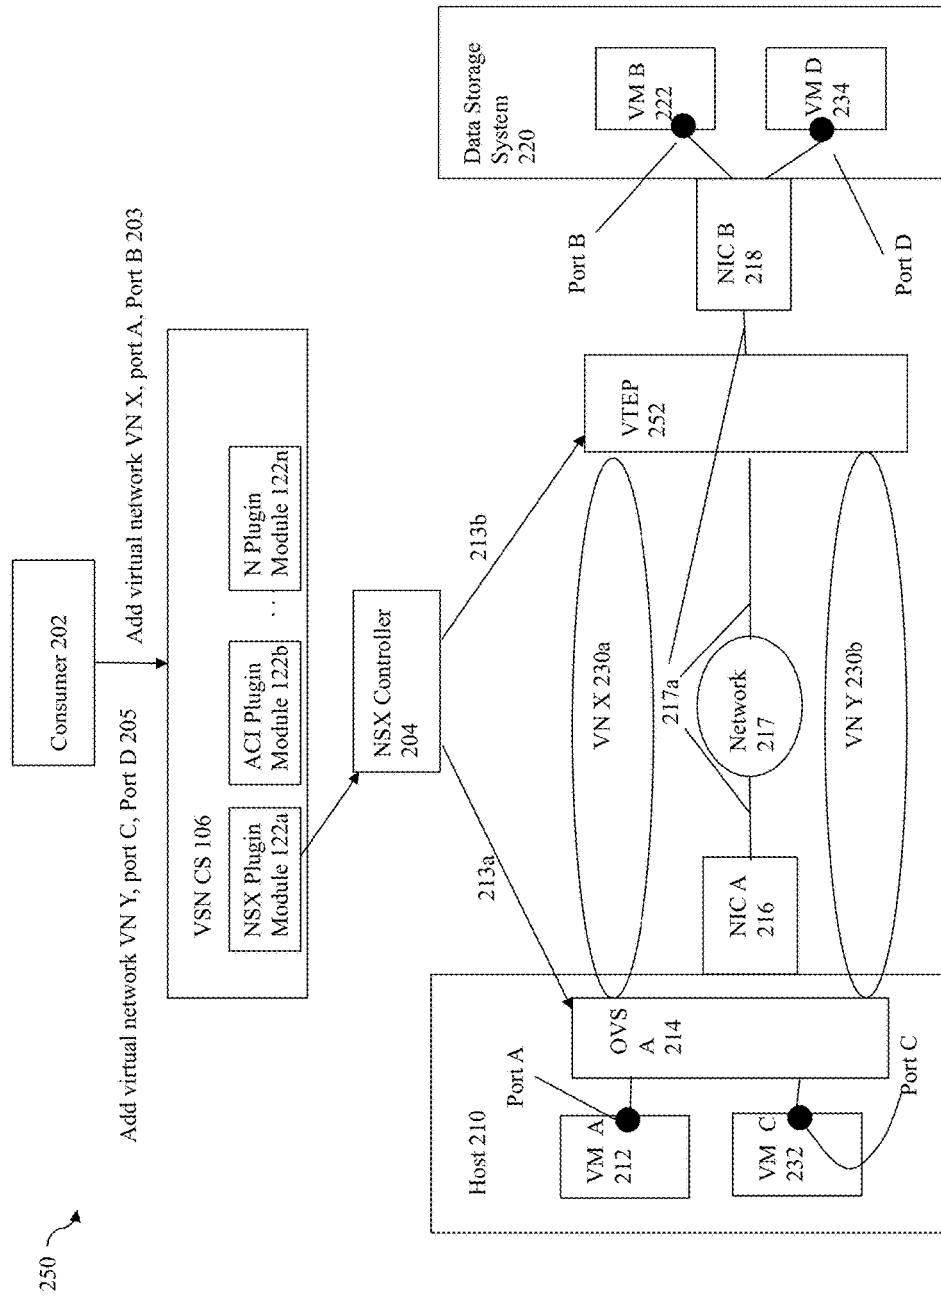 250
Consumer 202
Add virtual network VN Y, port C, Port D 205
Add virtual network VN X, port A, Port B 203
VSN CS 106
NSX Plugin
Module 122a
ACI Plugin
Module 122b
. . .
N Plugin
Module 122n
NSX Controller
204
213a
213b
Host 210
Data Storage
System
220
Port A
VM A
212
VM C
232
Port C
OVS
A
214
NIC A
216
VN X 230a
217a
Network
217
VN Y 230b
VTEP
252
NIC B
218
Port B
Port D
VM B
222
VM D
234